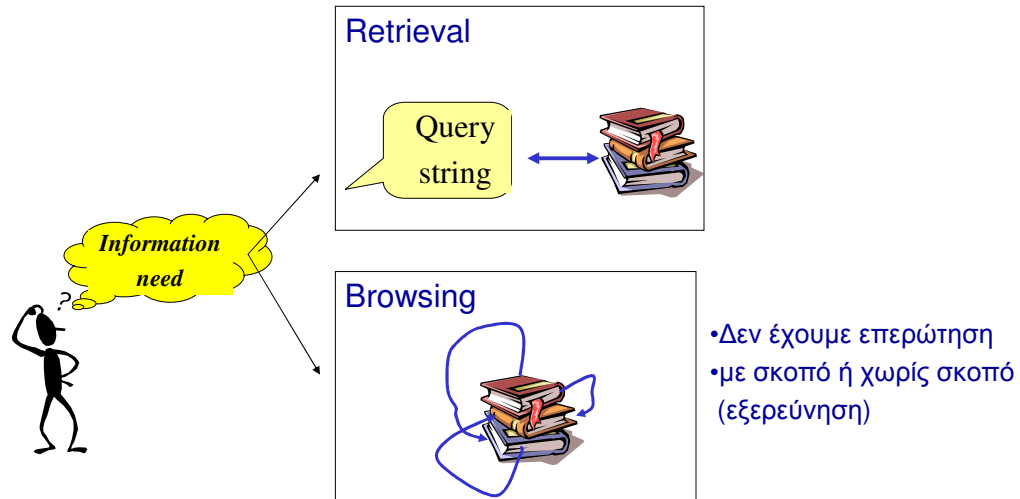 Retrieval
Query
string
Information
need
?
Browsing
•Δεν έχουμε επερώτηση
•με σκοπό ή χωρίς σκοπό
(εξερεύνηση)